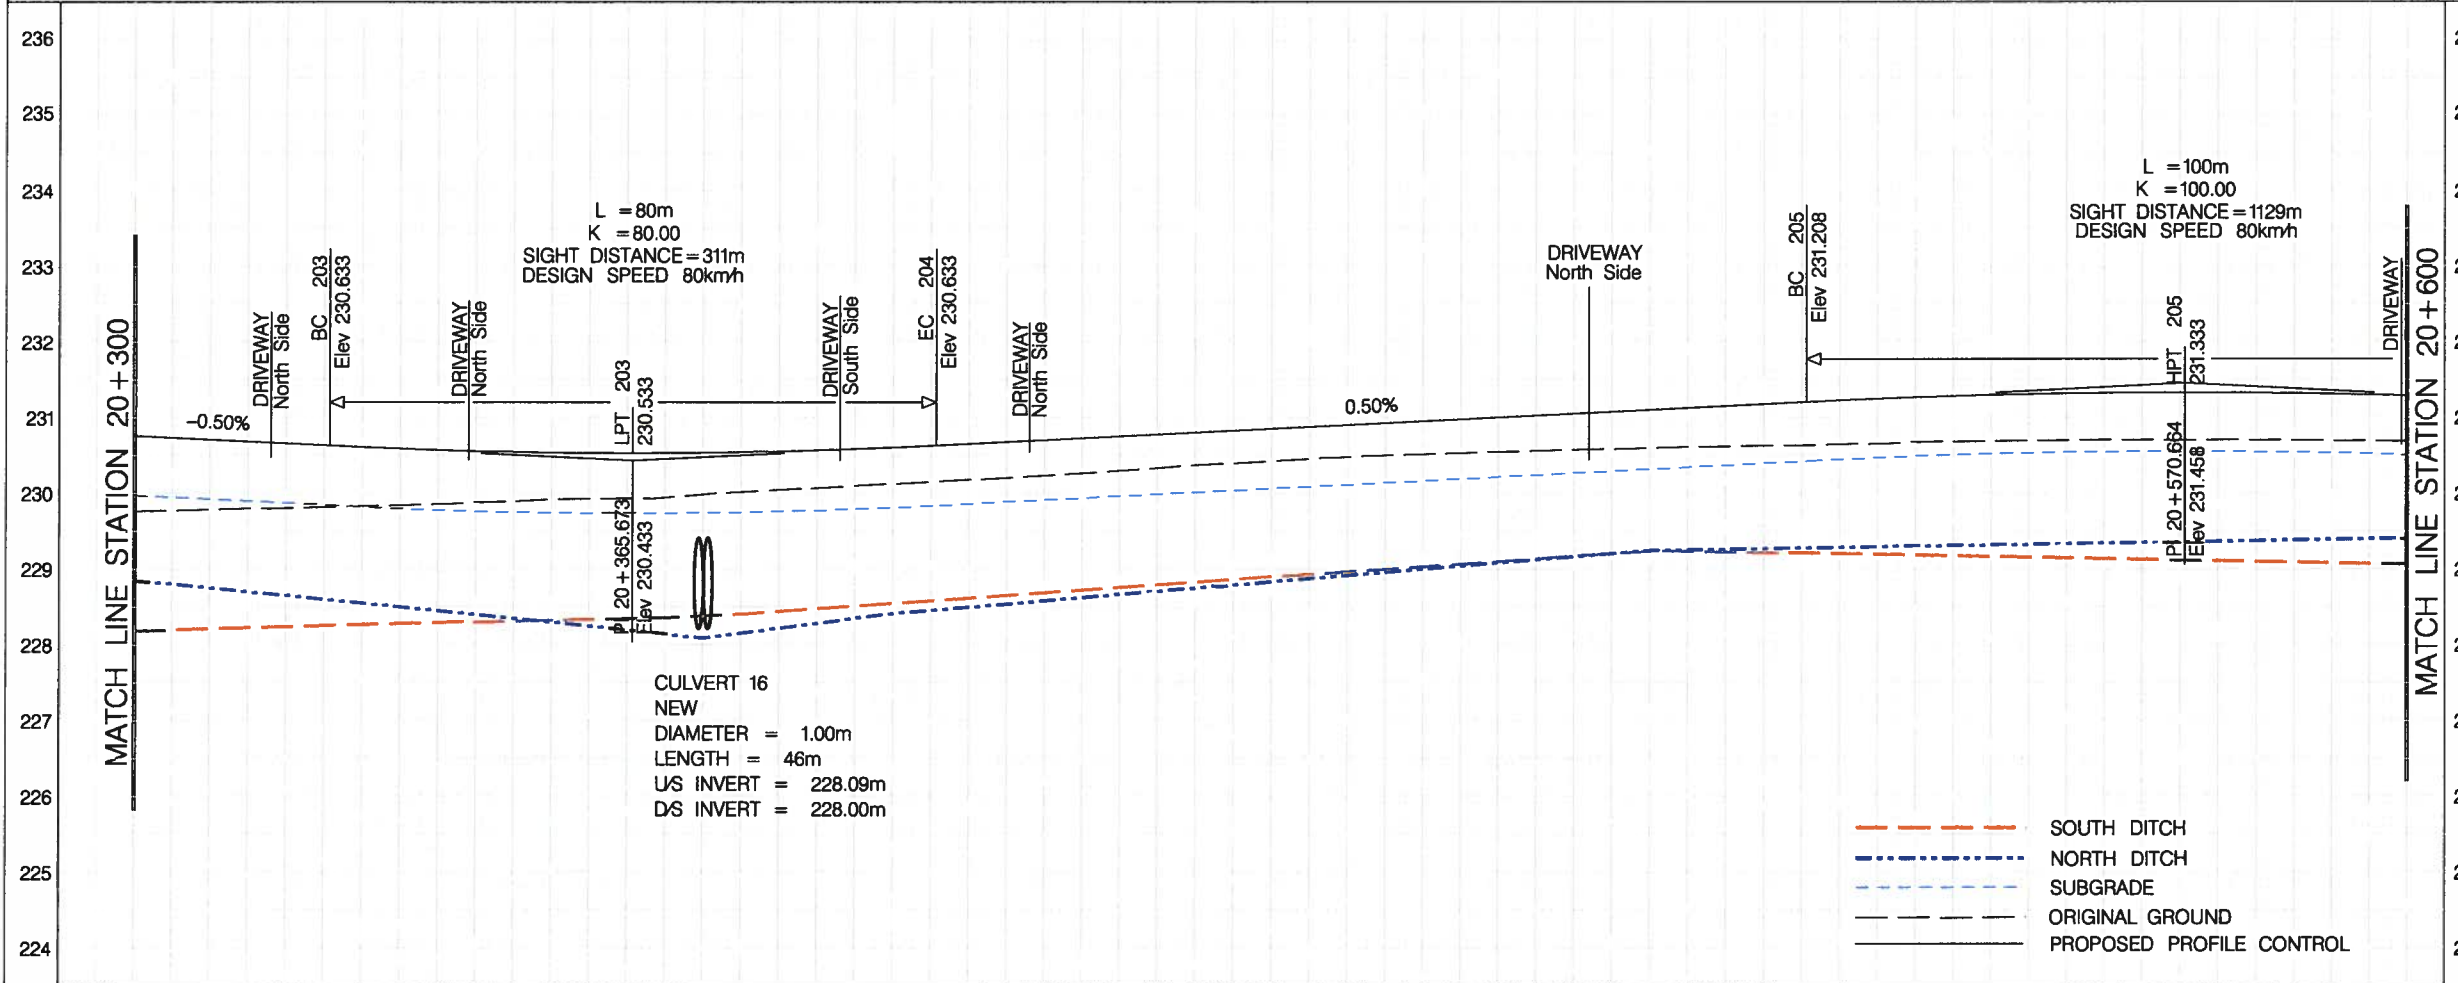 236
235
234
233
232
231
230
229
228
227
226
225
224
MATCH LINE STATION 20+300
-0.50%
DRIVEWAY
North Side
BC 203
Elev 230.633
DRIVEWAY
North Side
L =80m
K =80.00
SIGHT DISTANCE=311m
DESIGN SPEED 80km/h
LPT 203
230.533
PI 20+365.673
Elev 230.433
DRIVEWAY
South Side
EC 204
Elev 230.633
DRIVEWAY
North Side
CULVERT 16
NEW
DIAMETER = 1.00m
LENGTH = 46m
U/S INVERT = 228.09m
D/S INVERT = 228.00m
0.50%
DRIVEWAY
North Side
BC 205
Elev 231.208
L =100m
K =100.00
SIGHT DISTANCE=1129m
DESIGN SPEED 80km/h
HPT 205
231.333
PI 20+570.664
Elev 231.458
DRIVEWAY
MATCH LINE STATION 20+600
SOUTH DITCH
NORTH DITCH
SUBGRADE
ORIGINAL GROUND
PROPOSED PROFILE CONTROL